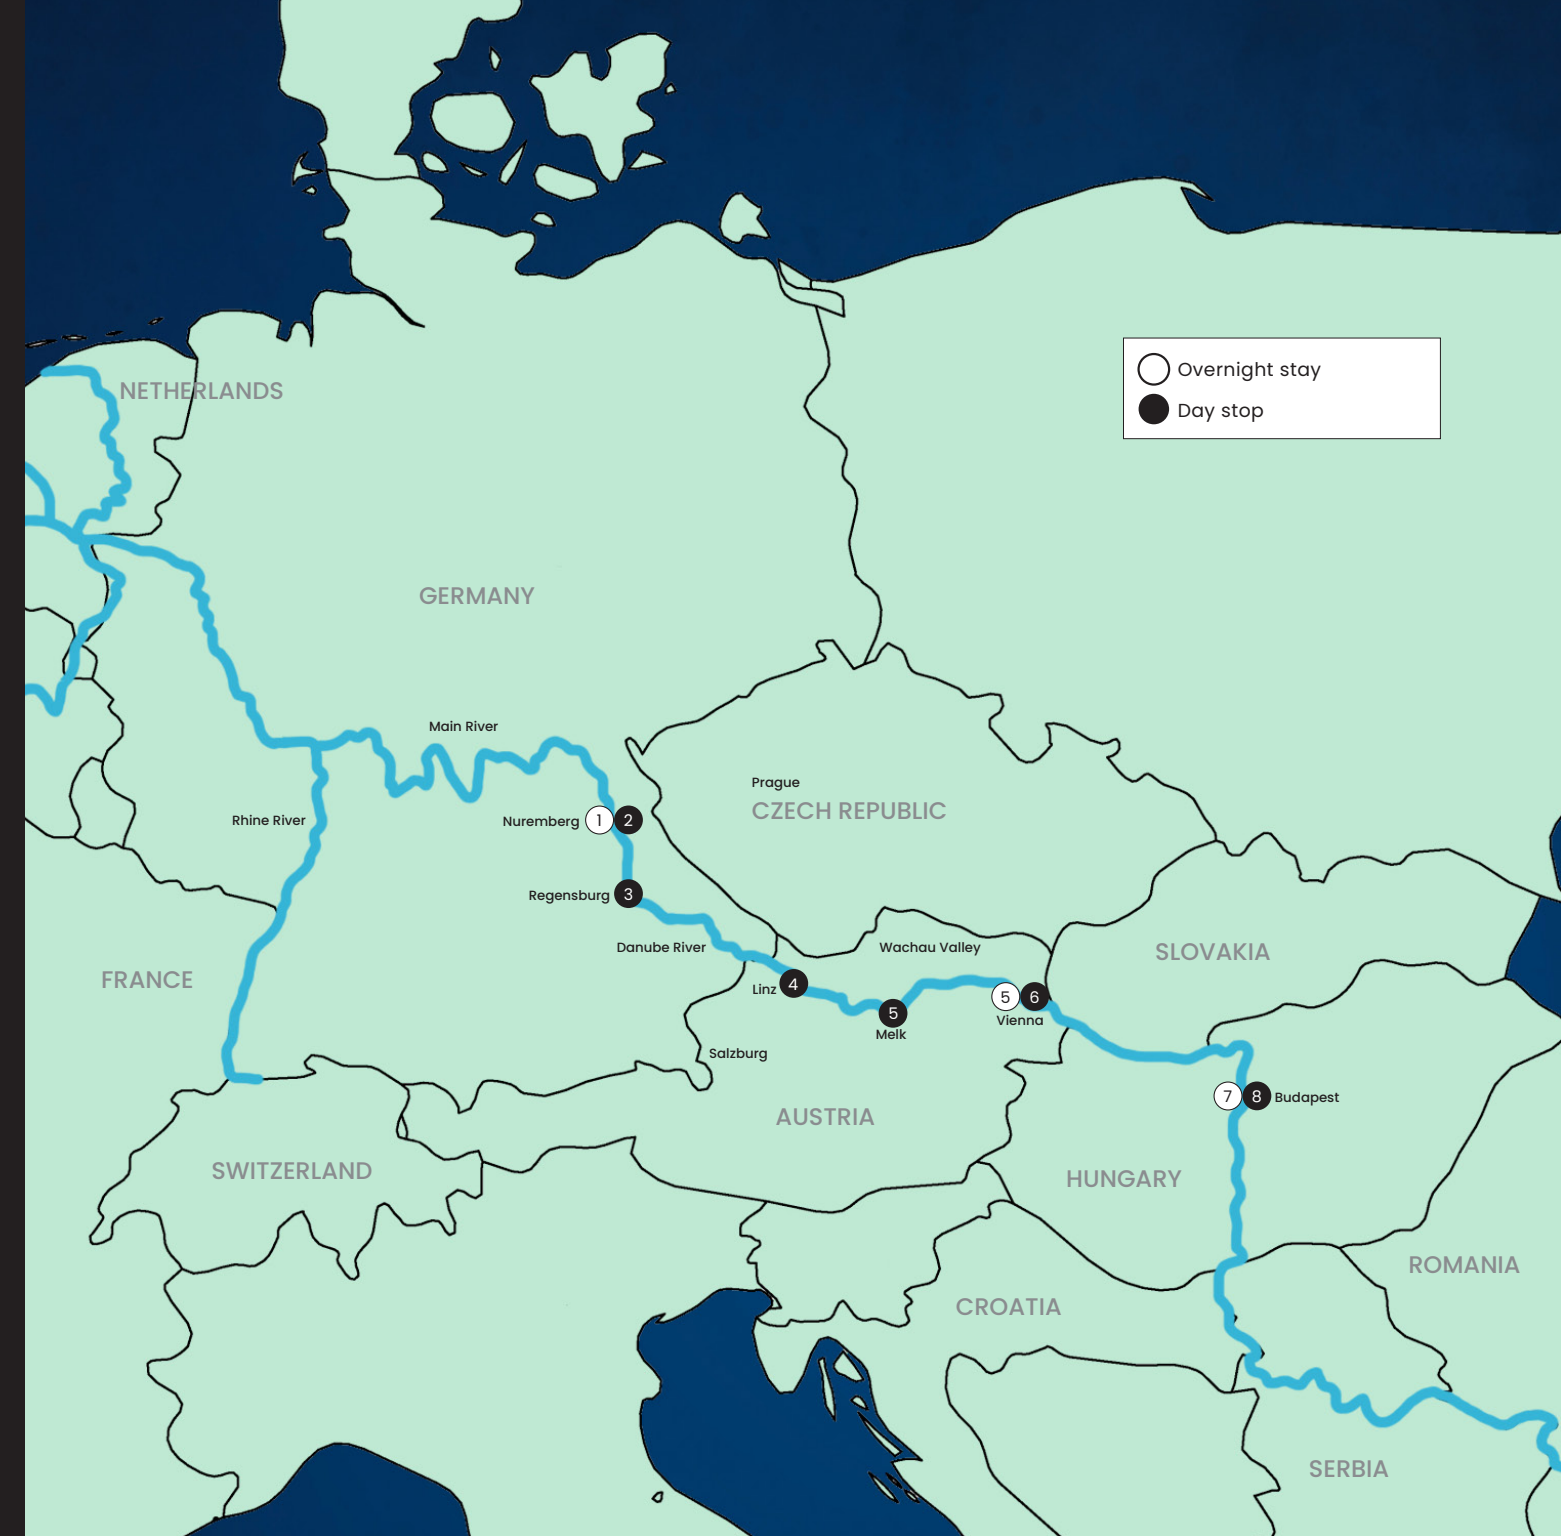 NETHERLANDS
Overnight stay
Day stop
GERMANY
Main River
Prague
CZECH REPUBLIC
Rhine River
Nuremberg 1 2
Regensburg 3
Danube River
Wachau Valley
SLOVAKIA
FRANCE
Linz 4
5 6
Vienna
5
Melk
Salzburg
7 8 Budapest
AUSTRIA
SWITZERLAND
HUNGARY
ROMANIA
CROATIA
SERBIA